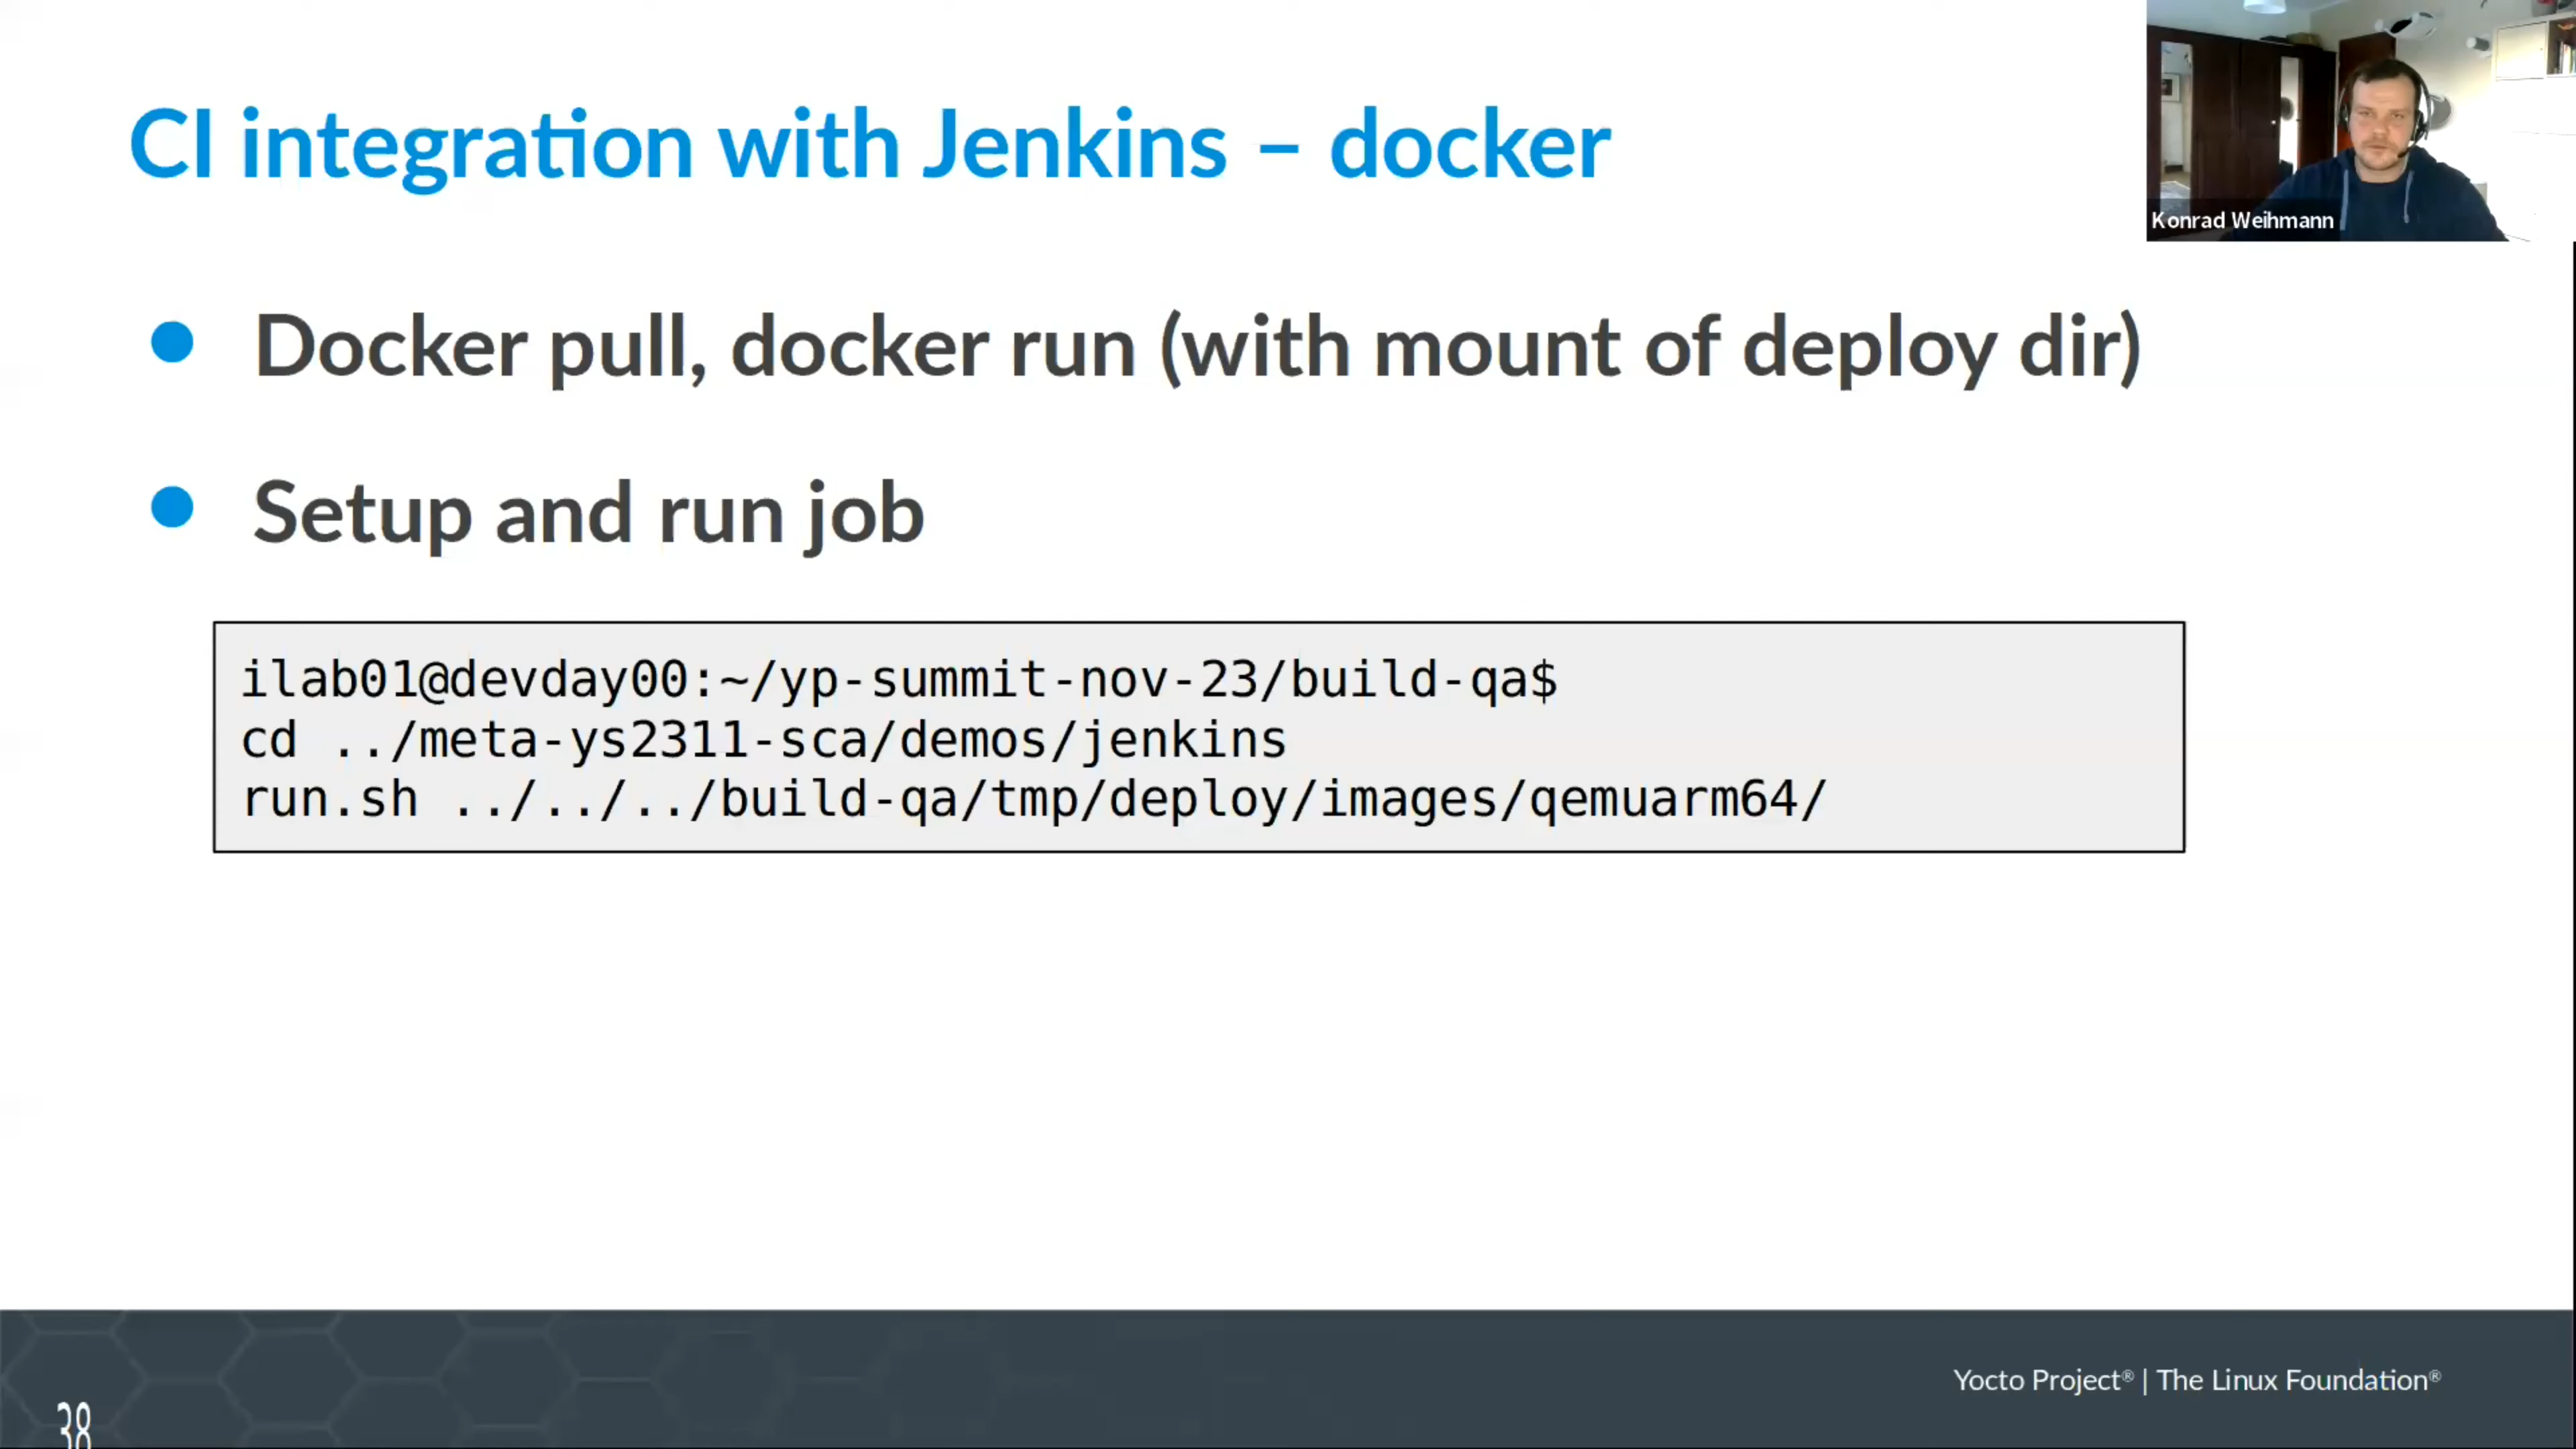 CI integration with Jenkins – docker
Konrad Weihmann
Docker pull, docker run (with mount of deploy dir)
Setup and run job
ilab01@devday00:~/yp-summit-nov-23/build-qa$
cd ../meta-ys2311-sca/demos/jenkins
run.sh ../../../build-qa/tmp/deploy/images/qemuarm64/
Yocto Project® | The Linux Foundation®
38